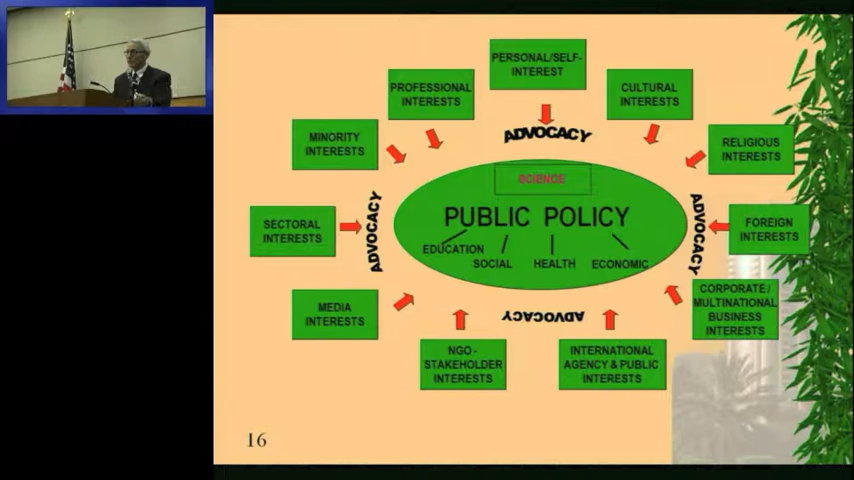 PERSONAL/SELF-
INTEREST
PROFESSIONAL
INTERESTS
CULTURAL
INTERESTS
MINORITY
INTERESTS
ADVOCACY
RELIGIOUS
INTERESTS
SCIENCE
SECTORAL
INTERESTS
ADVOCACY
PUBLIC POLICY
EDUCATION
SOCIAL
HEALTH
ECONOMIC
ADVOCACY
FOREIGN
INTERESTS
MEDIA
INTERESTS
ADVOCACY
CORPORATE/
MULTINATIONAL
BUSINESS
INTERESTS
NGO -
STAKEHOLDER
INTERESTS
INTERNATIONAL
AGENCY & PUBLIC
INTERESTS
16